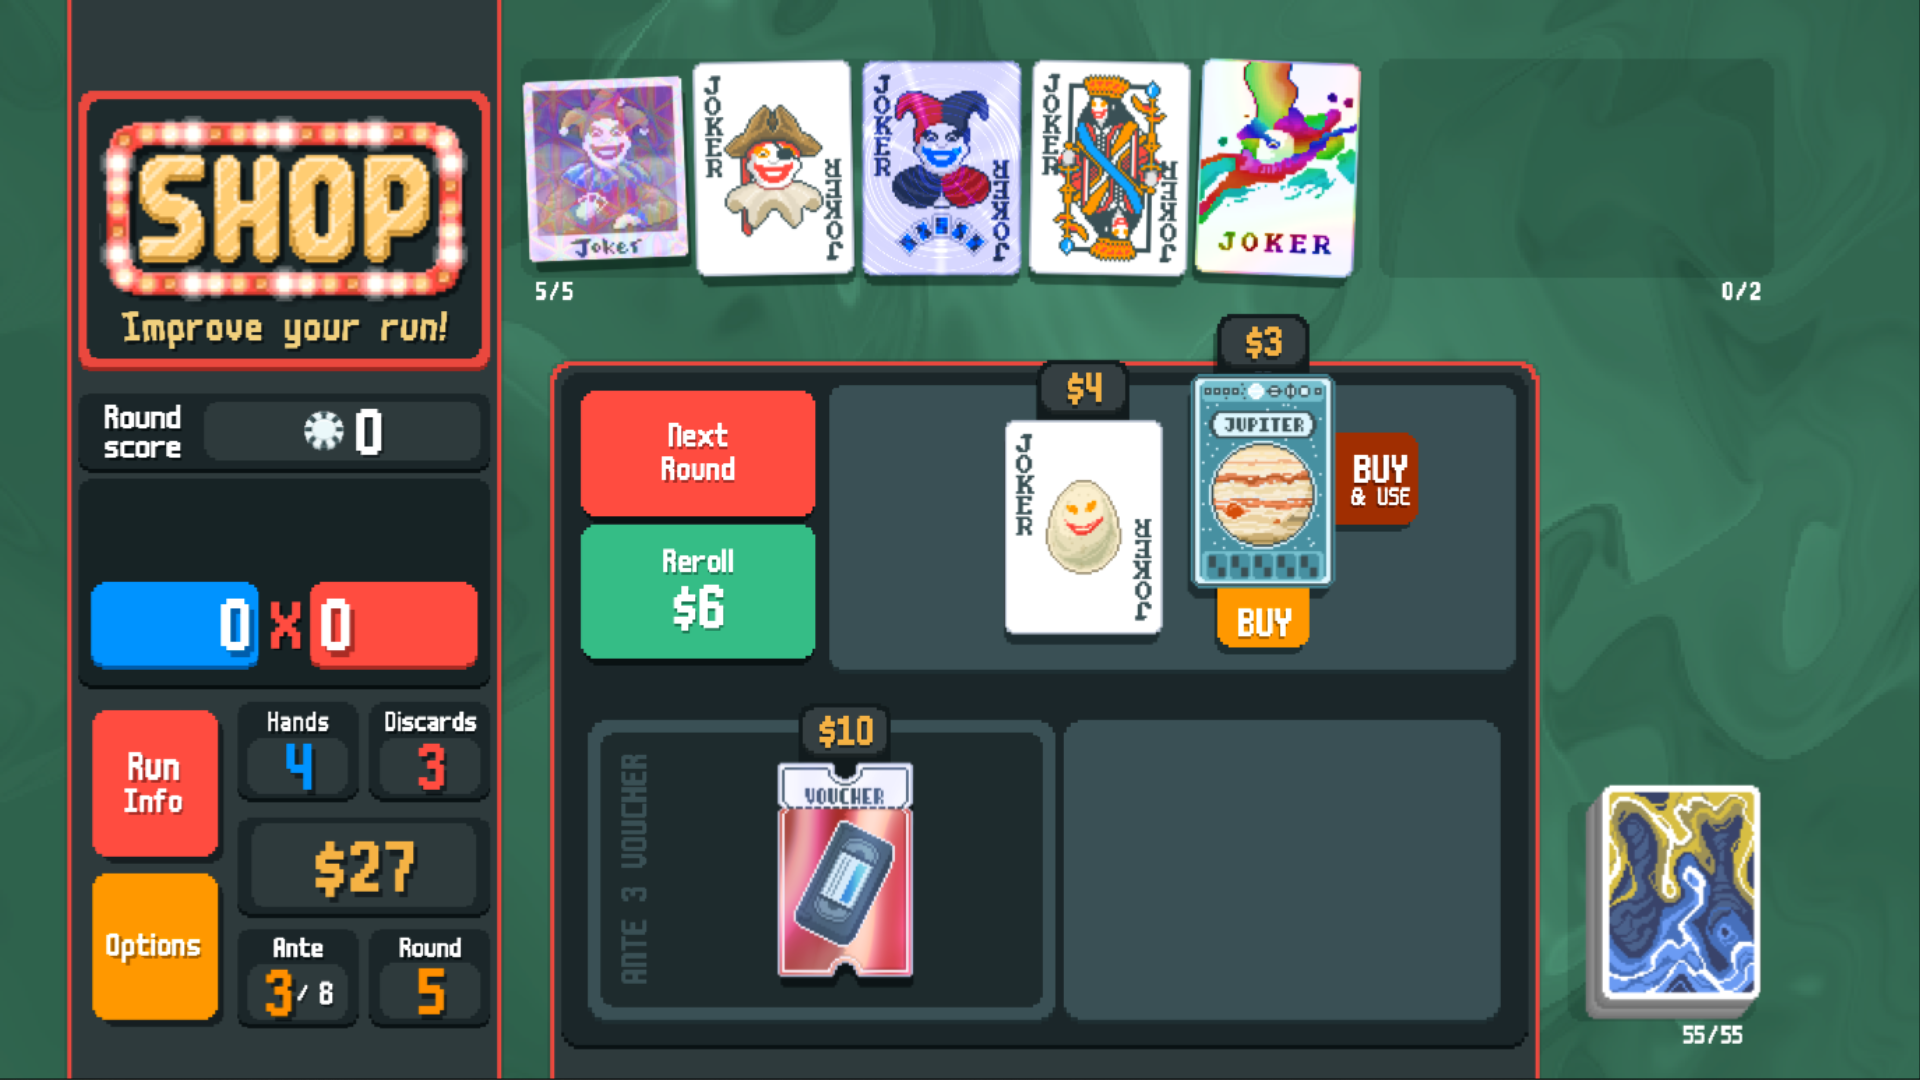 SHOP
Improve your run!
Round
score
0
0 X 0
Run
Info
Hands
4
Discards
3
$27
Options
Ante
3/ 8
Round
5
Joker
JOKER
JOKER
JOKER
JOKER
JOKER
JOKER
JOKER
5/5
0/2
Next
Round
Reroll
$6
$4
JOKER
JOKER
$3
JUPITER
BUY
& USE
BUY
ANTE 3 VOUCHER
$10
VOUCHER
55/55